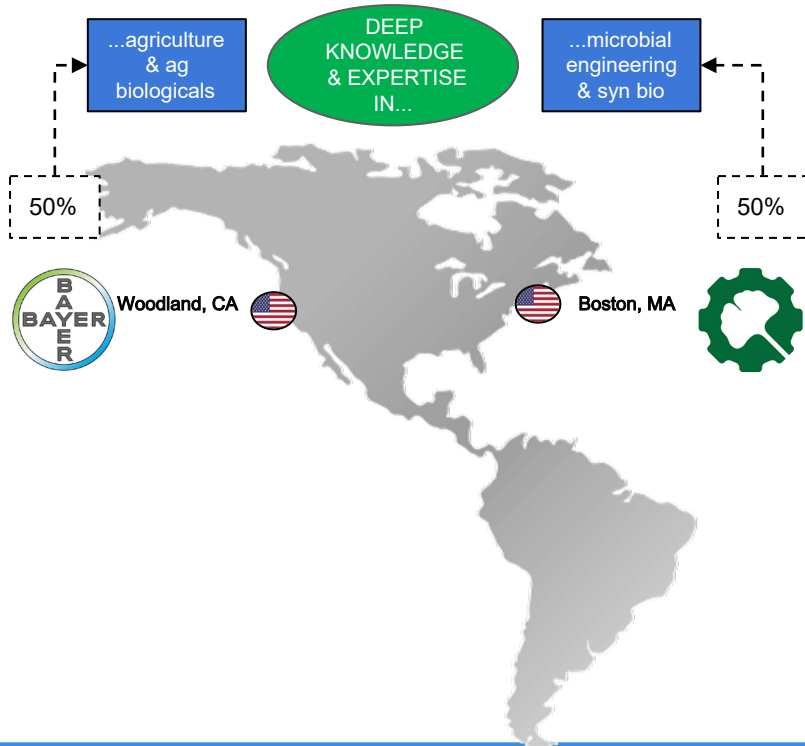 ...agriculture
& ag
biologicals
DEEP
KNOWLEDGE
& EXPERTISE
IN...
...microbial
engineering
& syn bio
50%
50%
BAYER
BAYER
Woodland, CA
Boston, MA